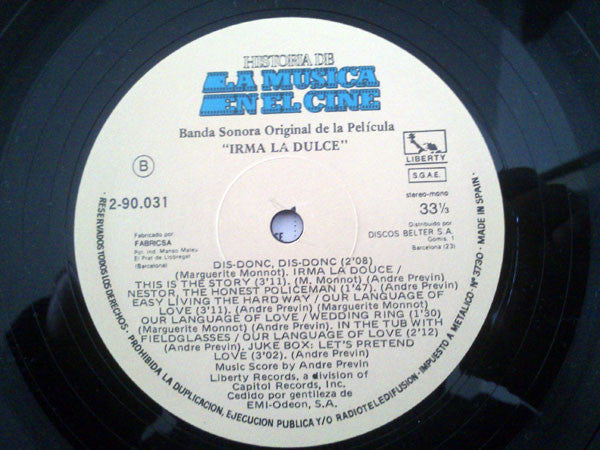 HISTORIA DE
LA MUSICA
EN EL CINE
Banda Sonora Original de la Película
"IRMA LA DULCE"
B
LIBERTY
S.G.A.E.
2-90.031
stereo-mono
33⅓
Fabricado por
FABRICSA
Pol. Ind. Manso Mateu
El Prat de Llobregat
(Barcelona)
Distribuido por
DISCOS BELTER S.A.
Gomis, 1
Barcelona (23)
DIS-DONC, DIS-DONC (2'08)
(Marguerite Monnot). IRMA LA DOUCE /
THIS IS THE STORY (3'11). (M. Monnot) (Andre Previn)
NESTOR, THE HONEST POLICEMAN (1'47). (Andre Previn)
EASY LIVING THE HARD WAY / OUR LANGUAGE OF
LOVE (3'11). (Andre Previn) (Marguerite Monnot)
OUR LANGUAGE OF LOVE / WEDDING RING (1'30)
(Marguerite Monnot) (Andre Previn). IN THE TUB WITH
FIELDGLASSES / OUR LANGUAGE OF LOVE (2'12)
(Andre Previn). JUKE BOX: LET'S PRETEND
LOVE (3'02). (Andre Previn)
Music Score by Andre Previn
Liberty Records, a division of
Capitol Records, Inc.
Cedido por gentileza de
EMI-Odeon, S.A.
· RESERVADOS TODOS LOS DERECHOS · PROHIBIDA LA DUPLICACION, EJECUCION PUBLICA Y/O RADIOTELEDIFUSION · IMPUESTO A METALICO · Nº 3730 · MADE IN SPAIN ·